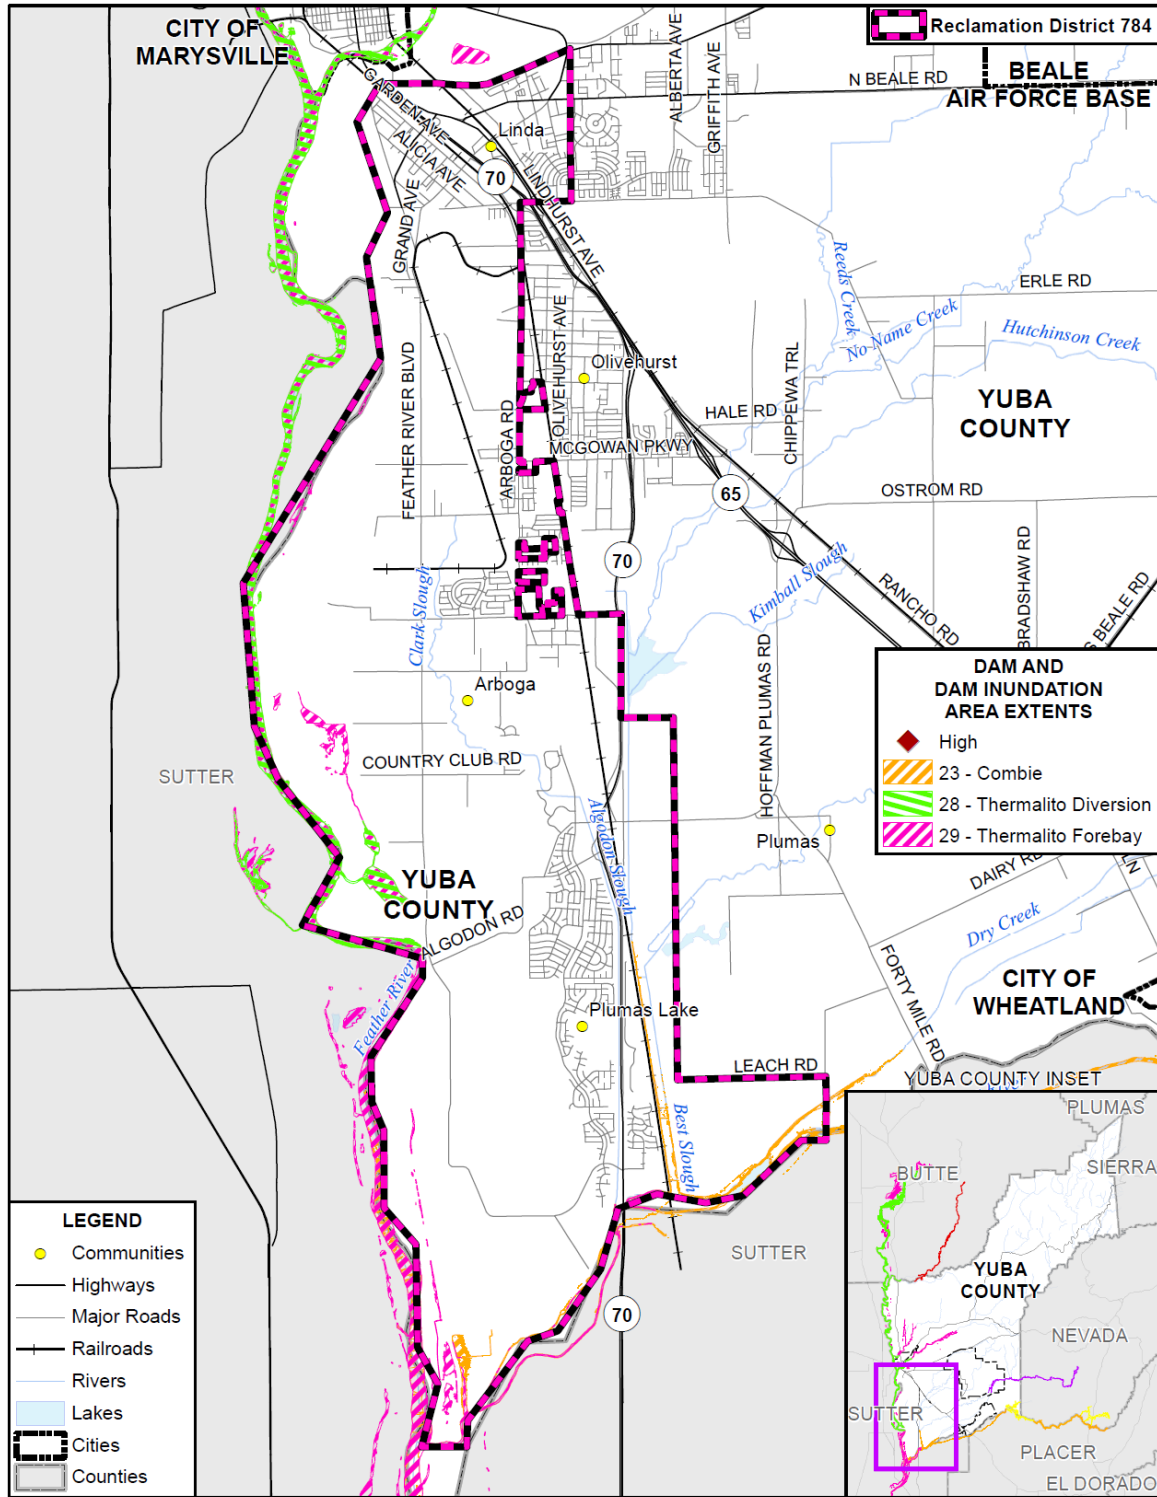 CITY OF
MARYSVILLE
Reclamation District 784
BEALE
AIR FORCE BASE
N BEALE RD
ALBERTA AVE
GRIFFITH AVE
GARDEN AVE
ALICIA AVE
Linda
70
LINDHURST AVE
GRAND AVE
Reeds Creek
ERLE RD
No Name Creek
Hutchinson Creek
FEATHER RIVER BLVD
OLIVEHURST AVE
Olivehurst
CHIPPEWA TRL
YUBA
COUNTY
HALE RD
ARBOGA RD
MCGOWAN PKWY
65
OSTROM RD
70
Kimball Slough
RANCHO RD
BRADSHAW RD
S BEALE RD
Clark Slough
Arboga
HOFFMAN PLUMAS RD
DAM AND
DAM INUNDATION
AREA EXTENTS
High
23 - Combie
28 - Thermalito Diversion
29 - Thermalito Forebay
SUTTER
COUNTRY CLUB RD
Algodon Slough
Plumas
DAIRY RD
N
YUBA
COUNTY
ALGODON RD
Dry Creek
Feather River
FORTY MILE RD
CITY OF
WHEATLAND
Plumas Lake
LEACH RD
Best Slough
YUBA COUNTY INSET
PLUMAS
BUTTE
SIERRA
YUBA
COUNTY
NEVADA
SUTTER
PLACER
EL DORADO
SUTTER
70
LEGEND
Communities
Highways
Major Roads
Railroads
Rivers
Lakes
Cities
Counties